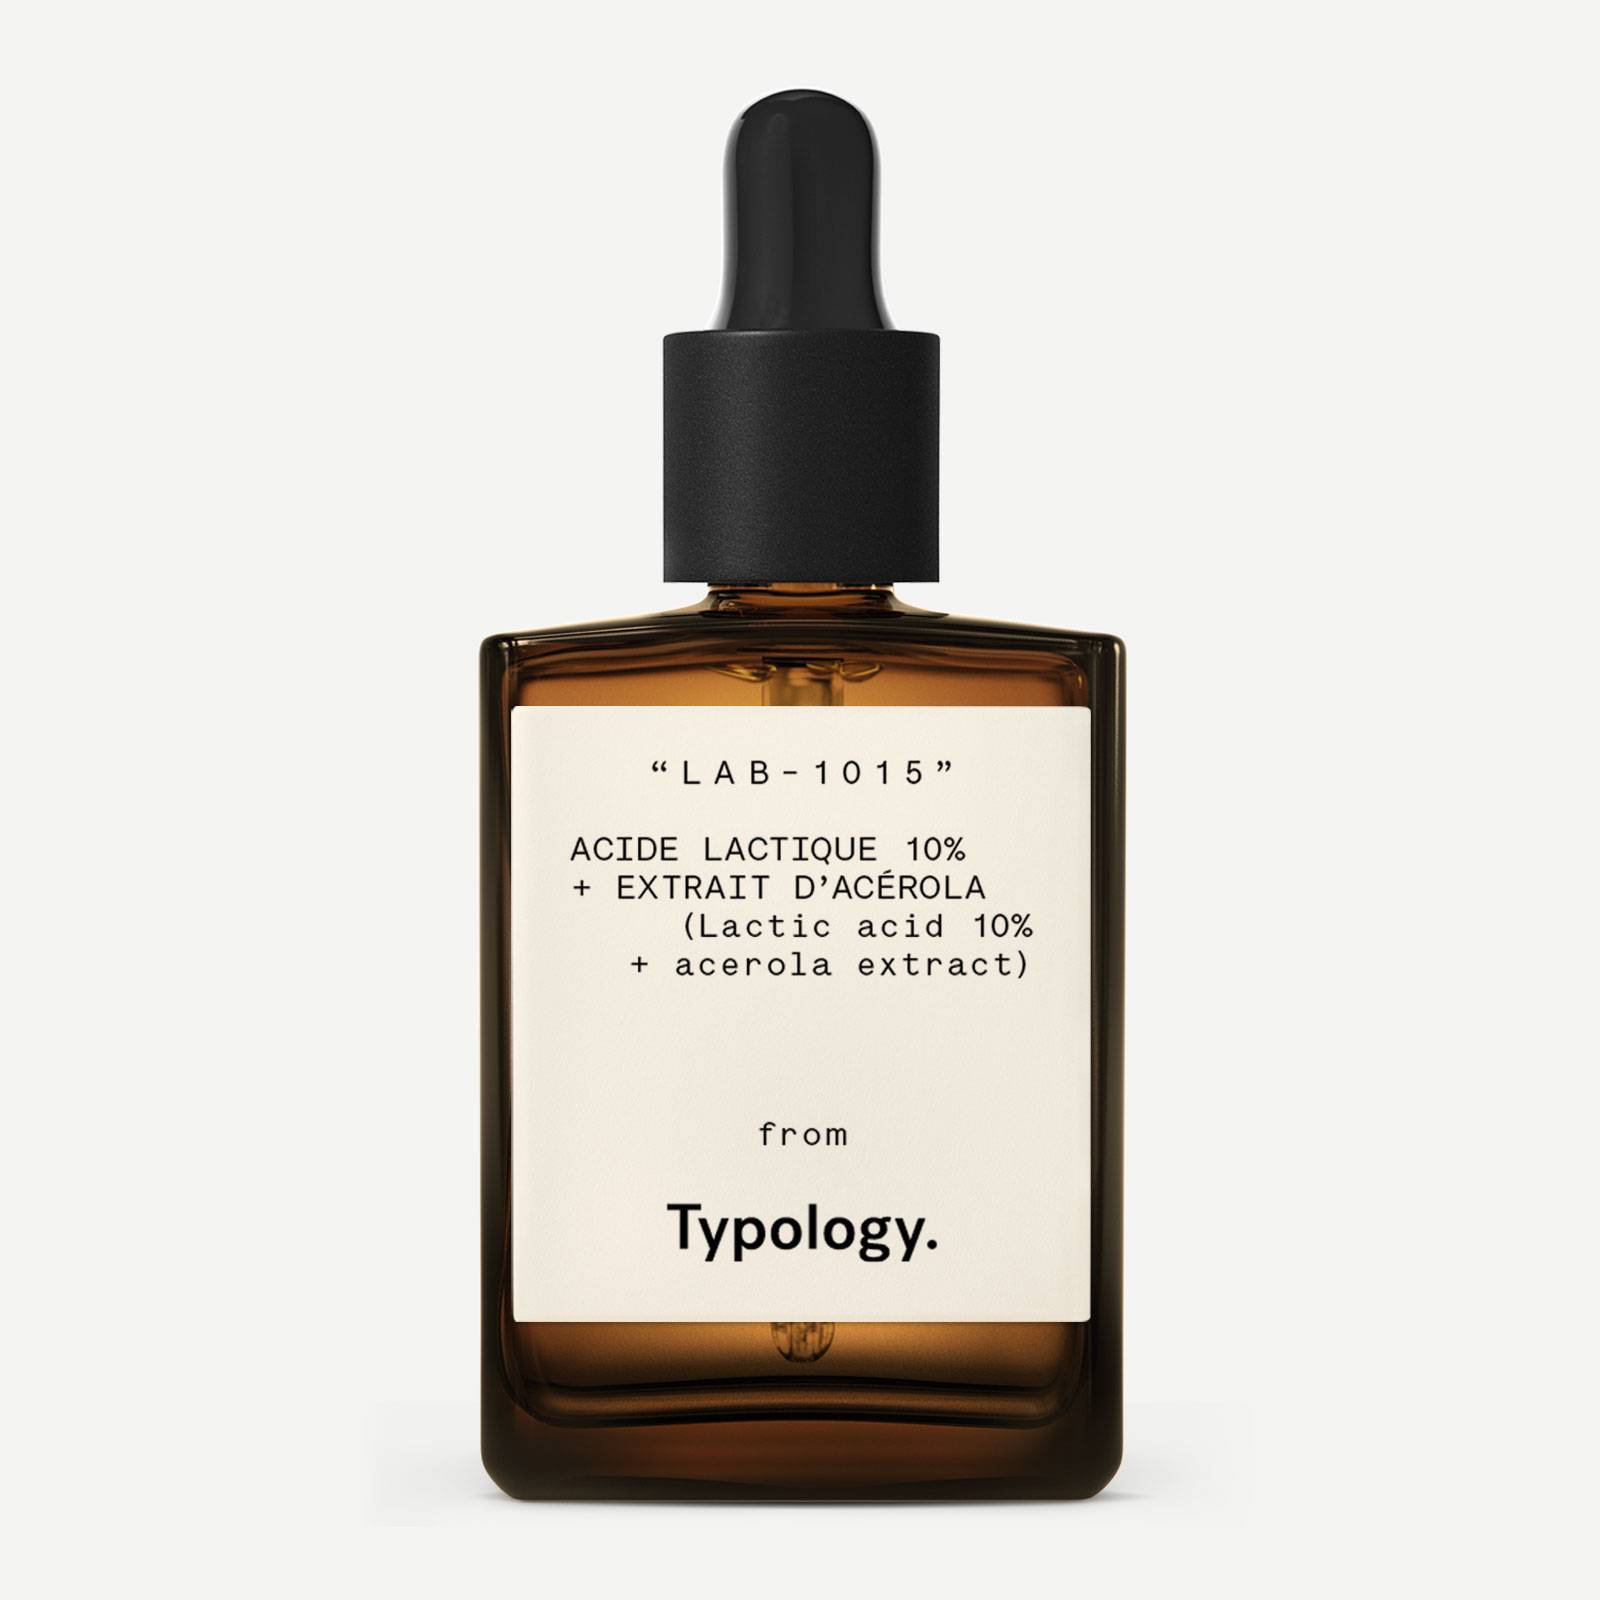 “LAB-1015”
ACIDE LACTIQUE 10%
+ EXTRAIT D’ACÉROLA
(Lactic acid 10%
+ acerola extract)
from
Typology.